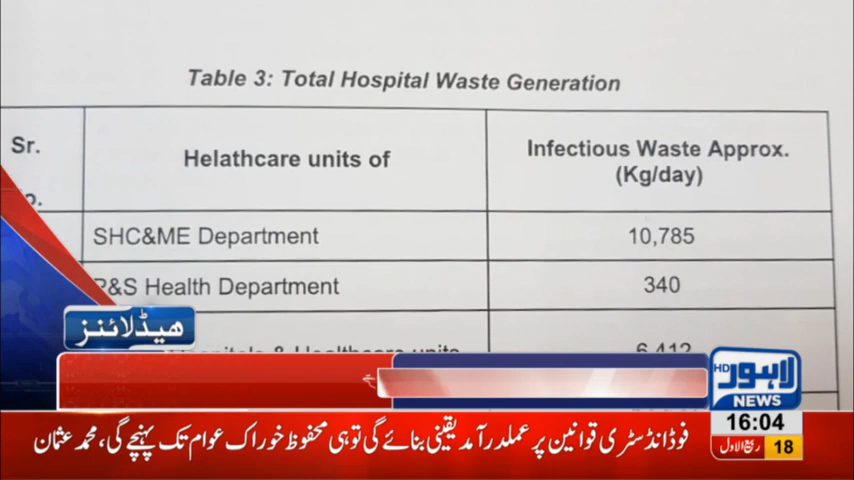 Table 3: Total Hospital Waste Generation
Sr.
Helathcare units of
Infectious Waste Approx.
(Kg/day)
SHC&ME Department
10,785
P&S Health Department
340
6,412
ھیڈلائنز
HD لاہور
NEWS
16:04
18 ربیع الاول
فوڈ انڈسٹری قوانین پر عملدرآمد یقینی بنائے گی تو ہی محفوظ خوراک عوام تک پہنچے گی، محمد عثمان